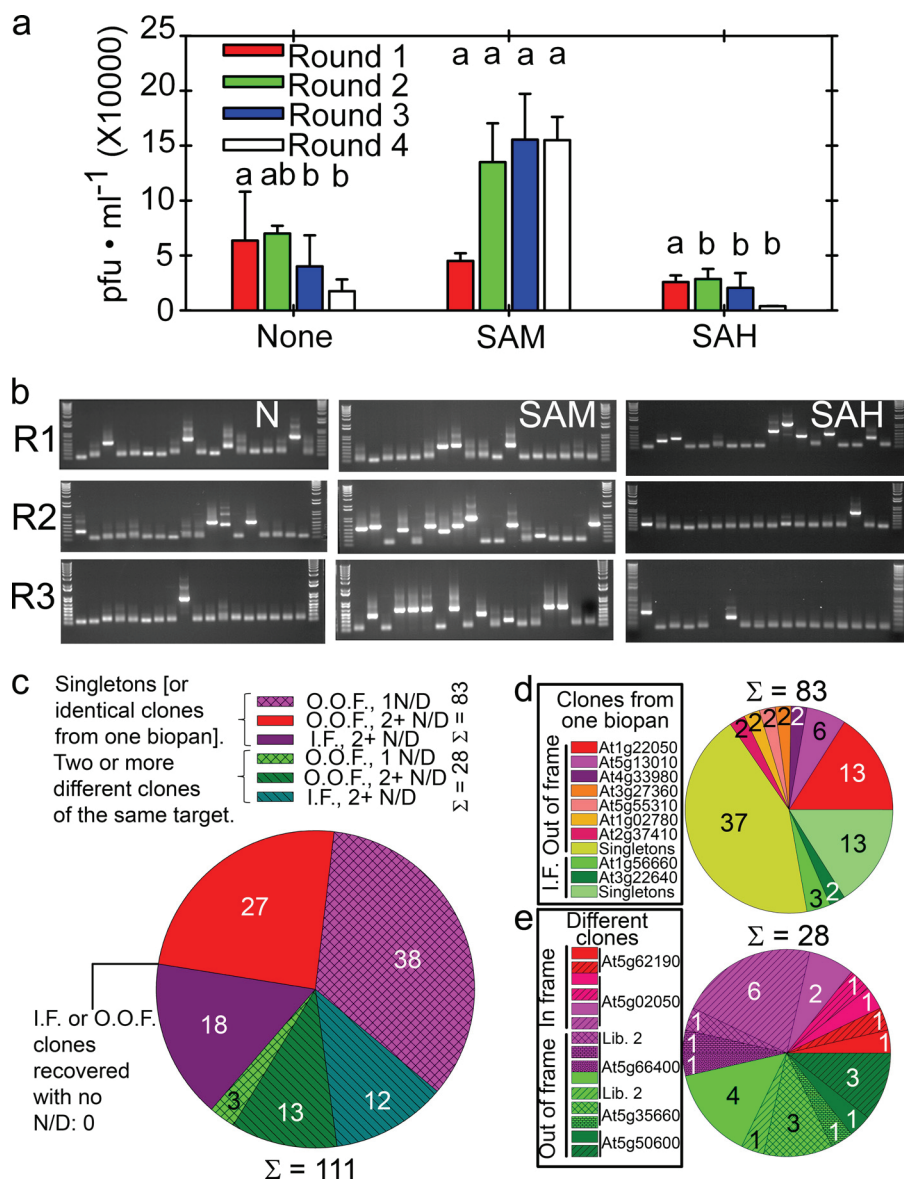 a
25
20
15
10
5
0
pfu • ml⁻¹ (X10000)
Round 1
Round 2
Round 3
Round 4
a ab b b
a a a a
a b b b
None SAM SAH
b
N SAM SAH
R1
R2
R3
c
Singletons [or
identical clones
from one biopan].
Two or more
different clones
of the same target.
O.O.F., 1N/D
O.O.F., 2+ N/D
I.F., 2+ N/D
O.O.F., 1 N/D
O.O.F., 2+ N/D
I.F., 2+ N/D
Σ = 83
Σ = 28
27
38
18
3
13
12
I.F. or O.O.F.
clones
recovered
with no
N/D: 0
Σ = 111
d
Clones from
one biopan
Out of frame
I.F.
At1g22050
At5g13010
At4g33980
At3g27360
At5g55310
At1g02780
At2g37410
Singletons
At1g56660
At3g22640
Singletons
Σ = 83
2 2 2 2 2 6
13
37
13
3 2
e
Different
clones
In frame
Out of frame
At5g62190
At5g02050
Lib. 2
At5g66400
Lib. 2
At5g35660
At5g50600
Σ = 28
6 2 1
1
1
1
1
1
1
4 3
1 3 1 1